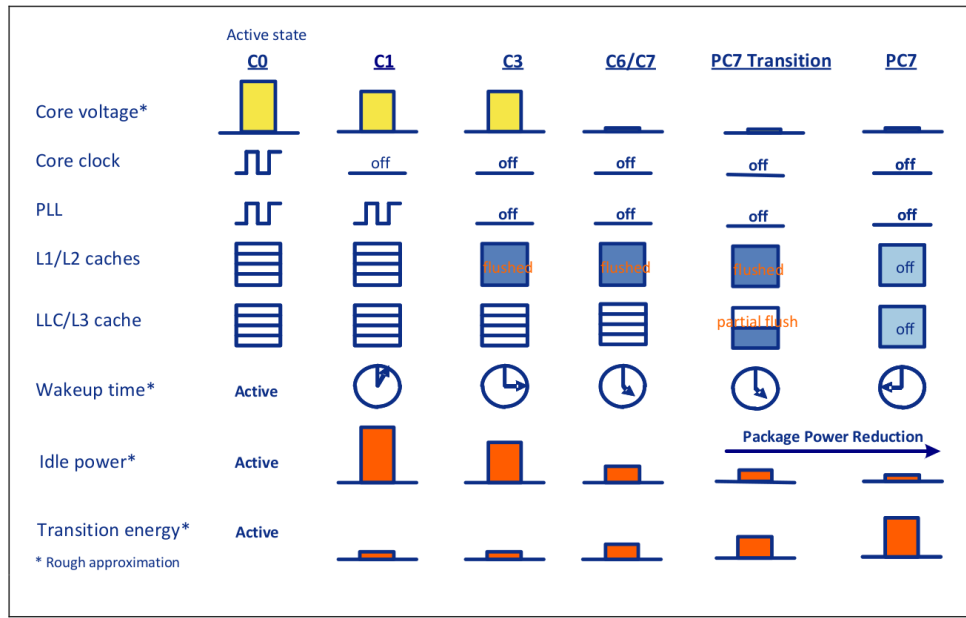 Active state
C0 C1 C3 C6/C7 PC7 Transition PC7
Core voltage*
Core clock off off off off off
PLL off off off off
L1/L2 caches flushed flushed flushed off
LLC/L3 cache partial flush off
Wakeup time* Active
Package Power Reduction
Idle power* Active
Transition energy* Active
* Rough approximation